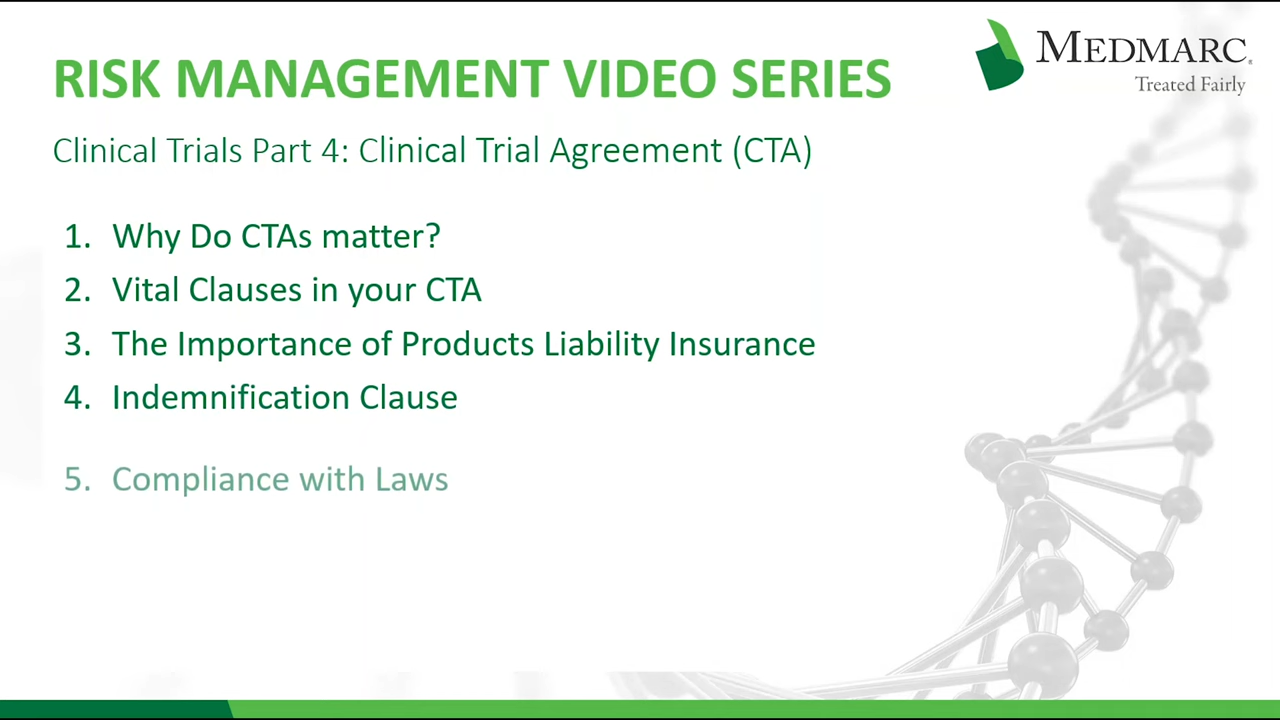 RISK MANAGEMENT VIDEO SERIES
MEDMARC®
Treated Fairly
Clinical Trials Part 4: Clinical Trial Agreement (CTA)
1. Why Do CTAs matter?
2. Vital Clauses in your CTA
3. The Importance of Products Liability Insurance
4. Indemnification Clause
5. Compliance with Laws